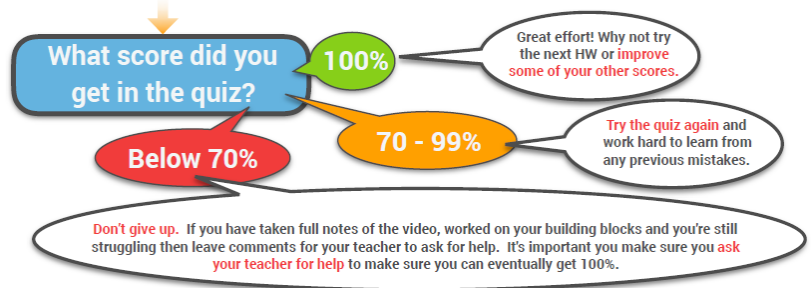 What score did you
get in the quiz?
100%
Great effort! Why not try
the next HW or improve
some of your other scores.
70 - 99%
Try the quiz again and
work hard to learn from
any previous mistakes.
Below 70%
Don't give up. If you have taken full notes of the video, worked on your building blocks and you're still
struggling then leave comments for your teacher to ask for help. It's important you make sure you ask
your teacher for help to make sure you can eventually get 100%.